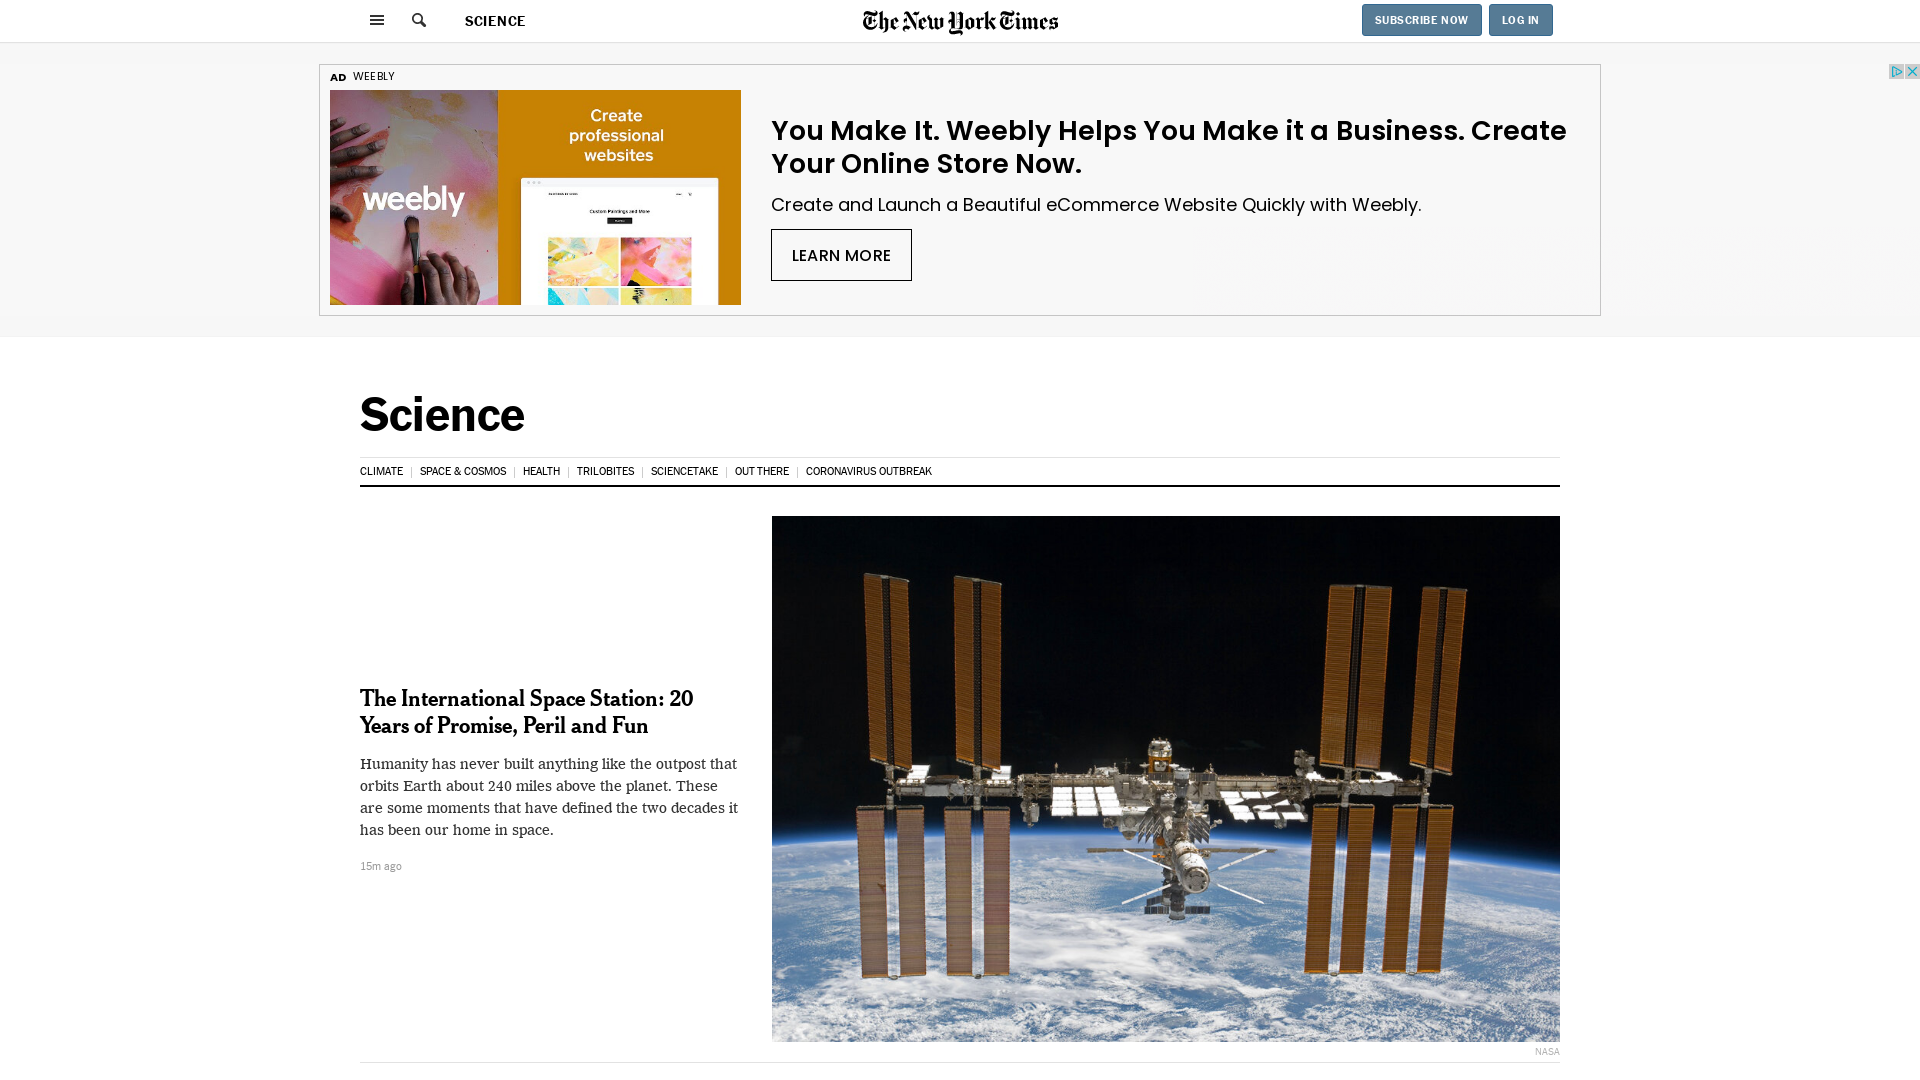 SCIENCE
The New York Times
SUBSCRIBE NOW
LOG IN
AD WEEBLY
weebly
Create
professional
websites
Custom Paintings and More
You Make It. Weebly Helps You Make it a Business. Create
Your Online Store Now.
Create and Launch a Beautiful eCommerce Website Quickly with Weebly.
LEARN MORE
Science
CLIMATE
SPACE & COSMOS
HEALTH
TRILOBITES
SCIENCETAKE
OUT THERE
CORONAVIRUS OUTBREAK
The International Space Station: 20
Years of Promise, Peril and Fun
Humanity has never built anything like the outpost that
orbits Earth about 240 miles above the planet. These
are some moments that have defined the two decades it
has been our home in space.
15m ago
NASA